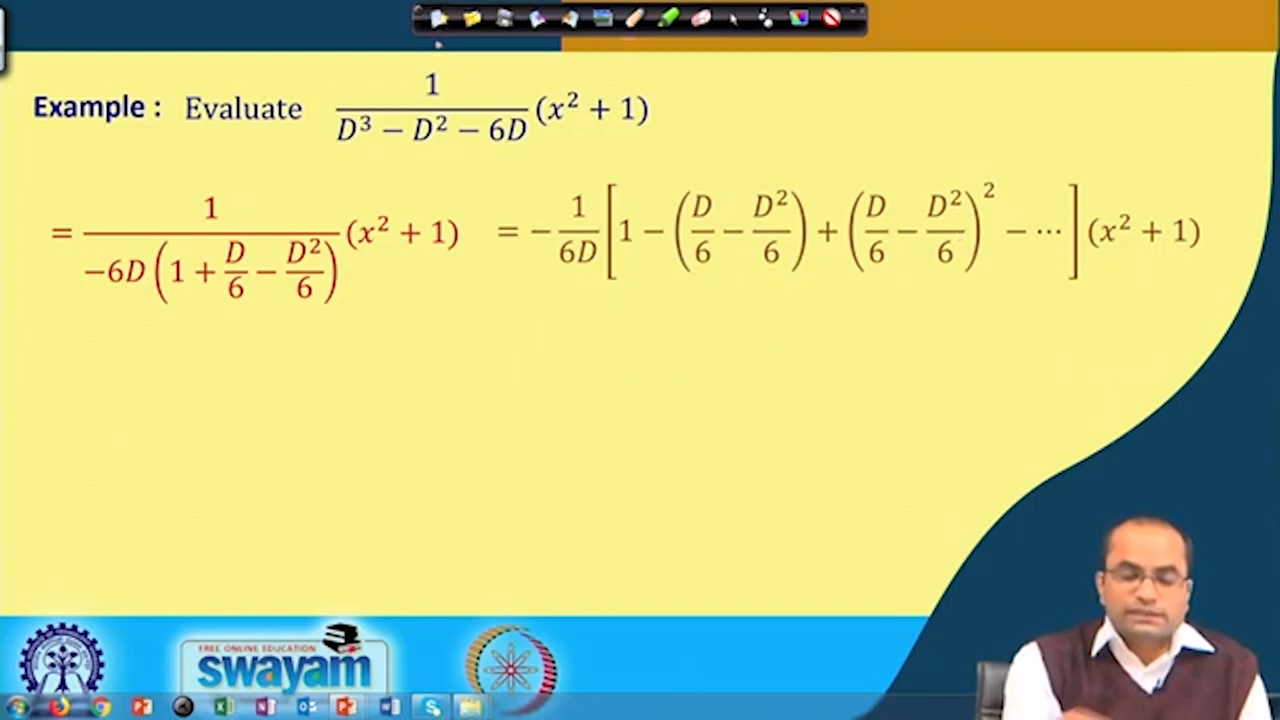 Example : Evaluate 1/(D³ − D² − 6D) (x² + 1)
= 1/(−6D(1 + D/6 − D²/6)) (x² + 1) = −1/(6D) [1 − (D/6 − D²/6) + (D/6 − D²/6)² − ⋯] (x² + 1)
FREE ONLINE EDUCATION
swayam